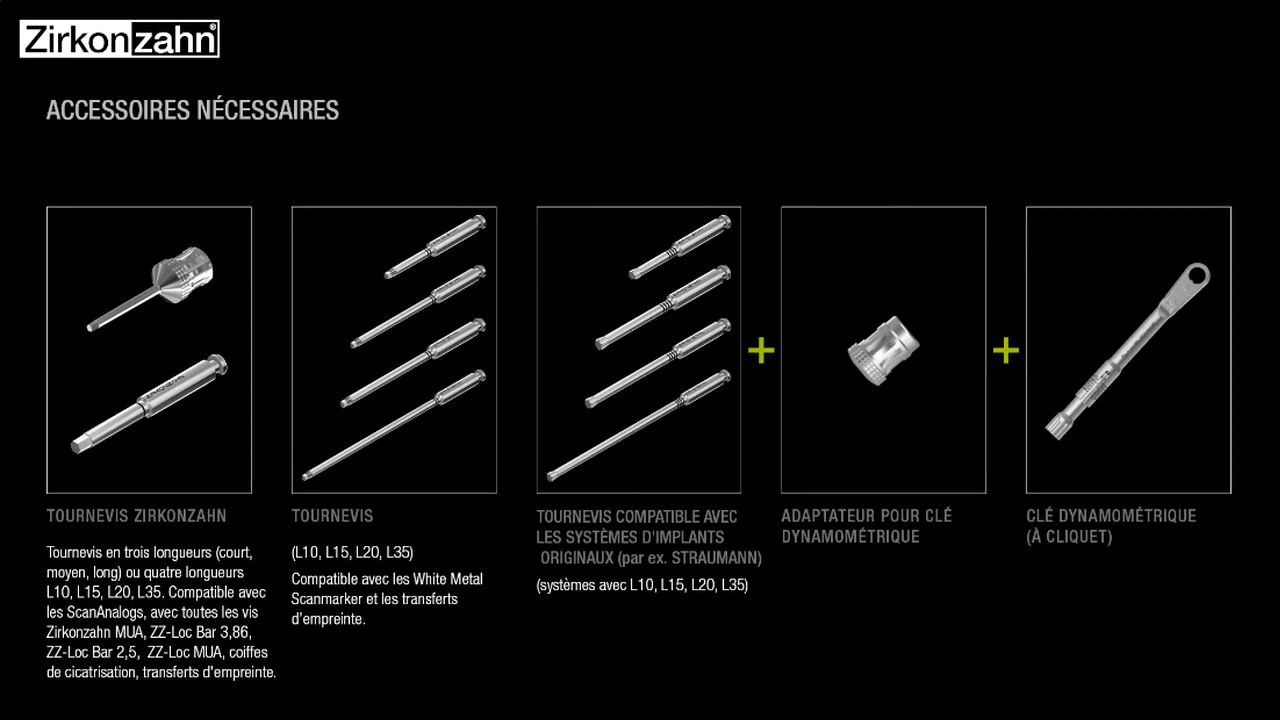 Zirkonzahn®
ACCESSOIRES NÉCESSAIRES
TOURNEVIS ZIRKONZAHN
Tournevis en trois longueurs (court,
moyen, long) ou quatre longueurs
L10, L15, L20, L35. Compatible avec
les ScanAnalogs, avec toutes les vis
Zirkonzahn MUA, ZZ-Loc Bar 3,86,
ZZ-Loc Bar 2,5, ZZ-Loc MUA, coiffes
de cicatrisation, transferts d'empreinte.
TOURNEVIS
(L10, L15, L20, L35)
Compatible avec les White Metal
Scanmarker et les transferts
d'empreinte.
TOURNEVIS COMPATIBLE AVEC
LES SYSTÈMES D'IMPLANTS
ORIGINAUX (par ex. STRAUMANN)
(systèmes avec L10, L15, L20, L35)
+
ADAPTATEUR POUR CLÉ
DYNAMOMÉTRIQUE
+
CLÉ DYNAMOMÉTRIQUE
(À CLIQUET)